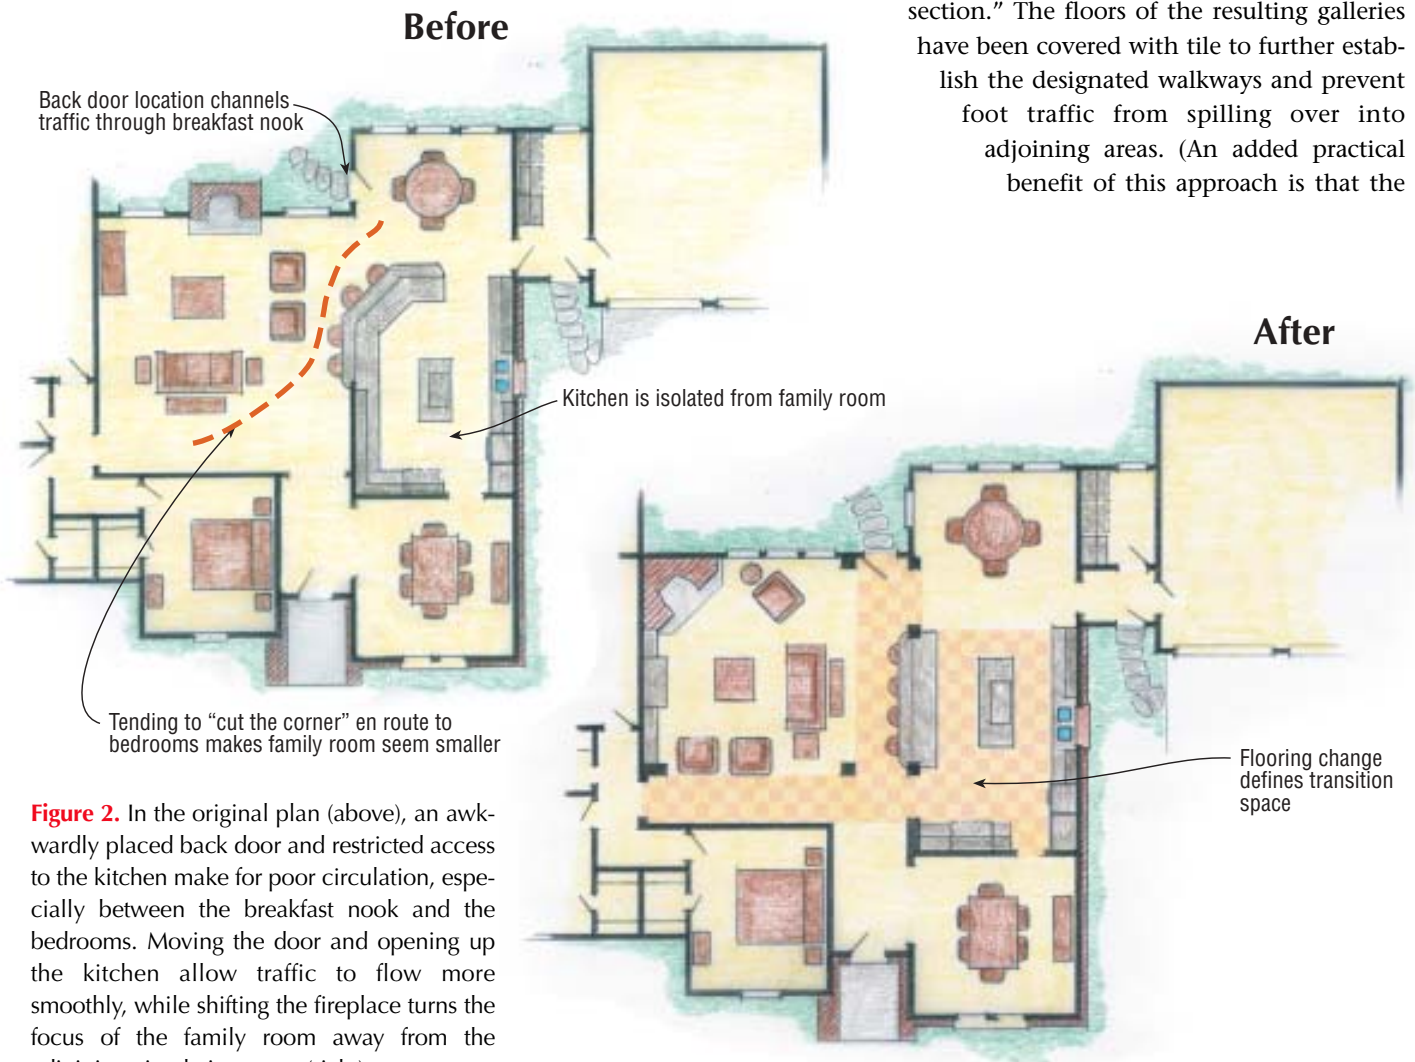 Before
section.” The floors of the resulting galleries
have been covered with tile to further estab-
lish the designated walkways and prevent
foot traffic from spilling over into
adjoining areas. (An added practical
benefit of this approach is that the
Back door location channels
traffic through breakfast nook
Kitchen is isolated from family room
Tending to “cut the corner” en route to
bedrooms makes family room seem smaller
After
Flooring change
defines transition
space
Figure 2. In the original plan (above), an awk-
wardly placed back door and restricted access
to the kitchen make for poor circulation, espe-
cially between the breakfast nook and the
bedrooms. Moving the door and opening up
the kitchen allow traffic to flow more
smoothly, while shifting the fireplace turns the
focus of the family room away from the